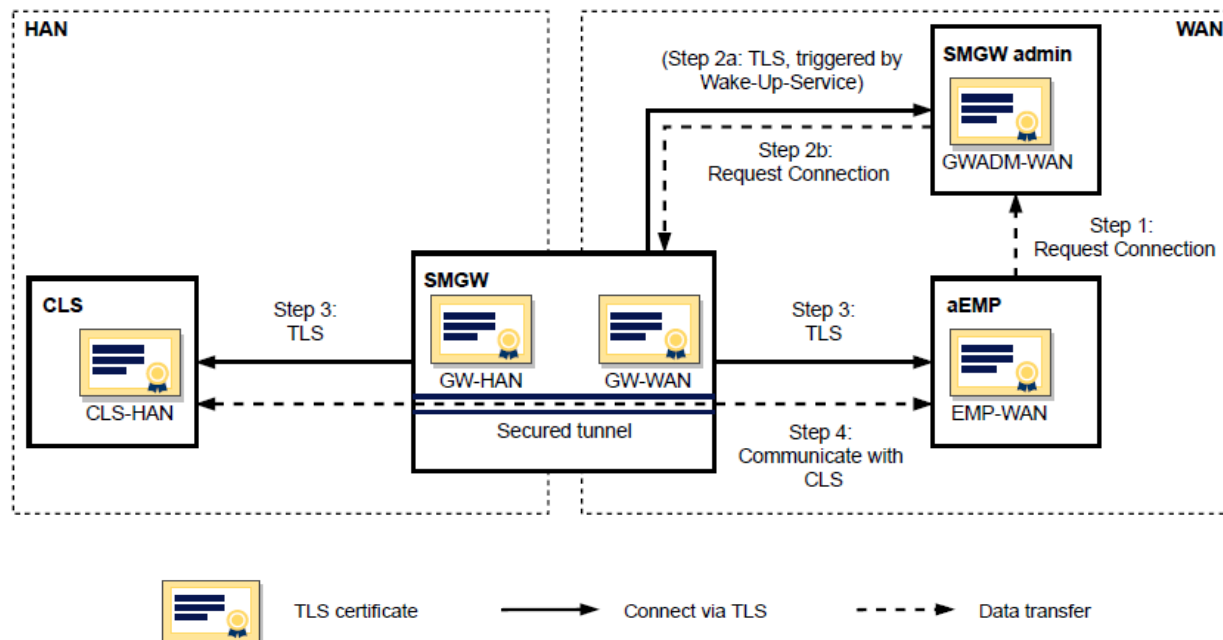 HAN
WAN
SMGW admin
(Step 2a: TLS, triggered by
Wake-Up-Service)
GWADM-WAN
Step 2b:
Request Connection
Step 1:
Request Connection
CLS
CLS-HAN
Step 3:
TLS
SMGW
GW-HAN
GW-WAN
Secured tunnel
Step 3:
TLS
aEMP
EMP-WAN
Step 4:
Communicate with
CLS
TLS certificate
Connect via TLS
Data transfer